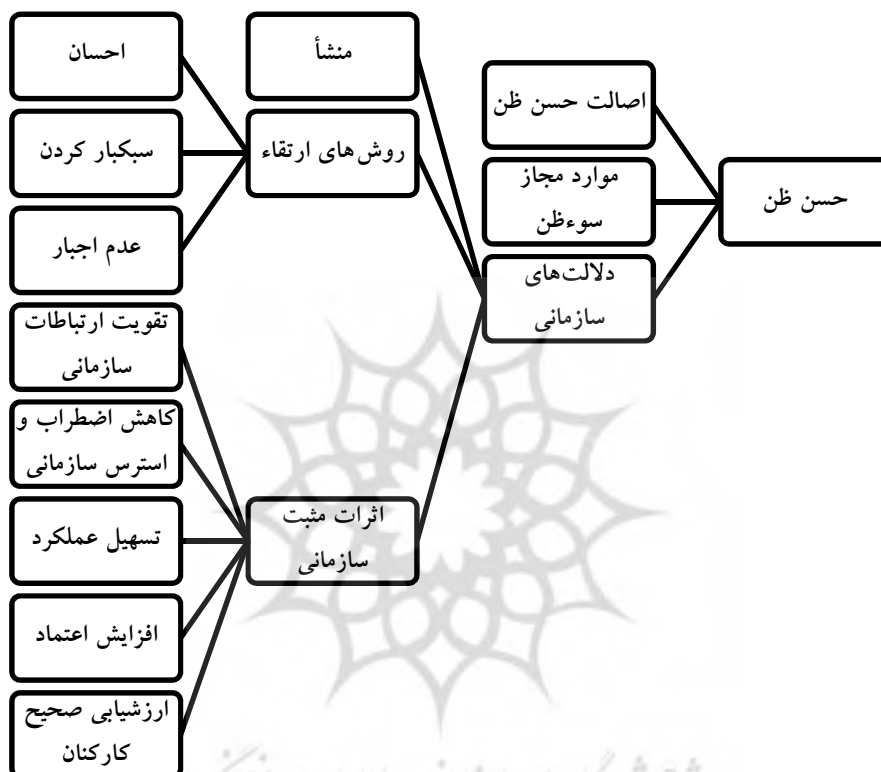 حسن ظن
اصالت حسن ظن
موارد مجاز
سوءظن
دلالت‌های
سازمانی
منشأ
روش‌های ارتقاء
اثرات مثبت
سازمانی
احسان
سبکبار کردن
عدم اجبار
تقویت ارتباطات
سازمانی
کاهش اضطراب و
استرس سازمانی
تسهیل عملکرد
افزایش اعتماد
ارزشیابی صحیح
کارکنان